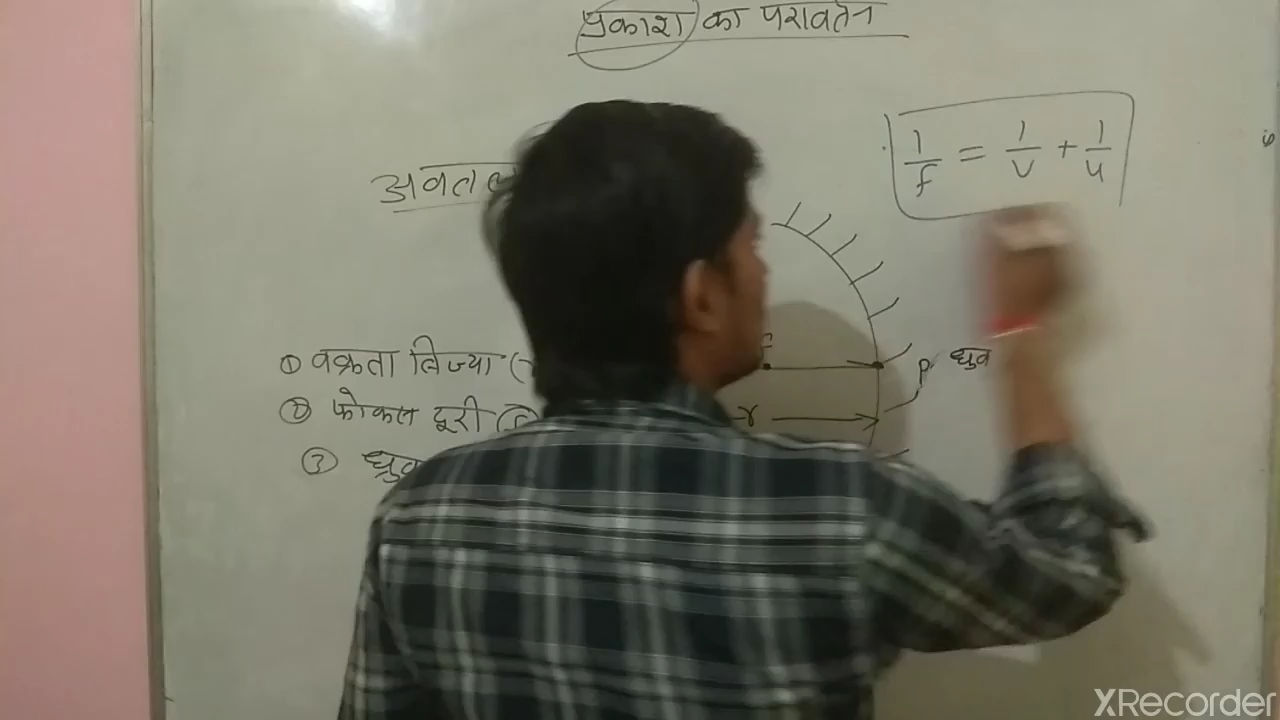 प्रकाश का परावर्तन
1/f = 1/v + 1/u
अवतल
① वक्रता त्रिज्या (
② फोकस दूरी (
③ ध्रुव
F
P ध्रुव
r
XRecorder